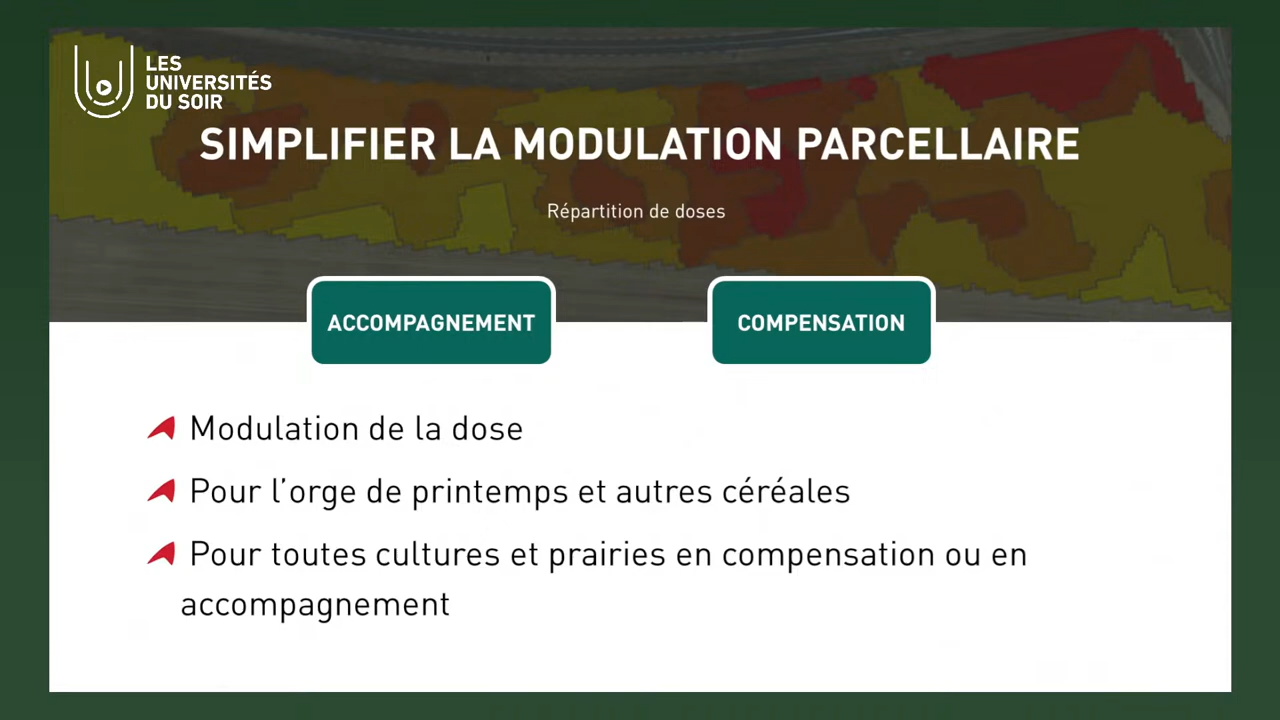 LES
UNIVERSITÉS
DU SOIR
SIMPLIFIER LA MODULATION PARCELLAIRE
Répartition de doses
ACCOMPAGNEMENT
COMPENSATION
Modulation de la dose
Pour l'orge de printemps et autres céréales
Pour toutes cultures et prairies en compensation ou en
accompagnement